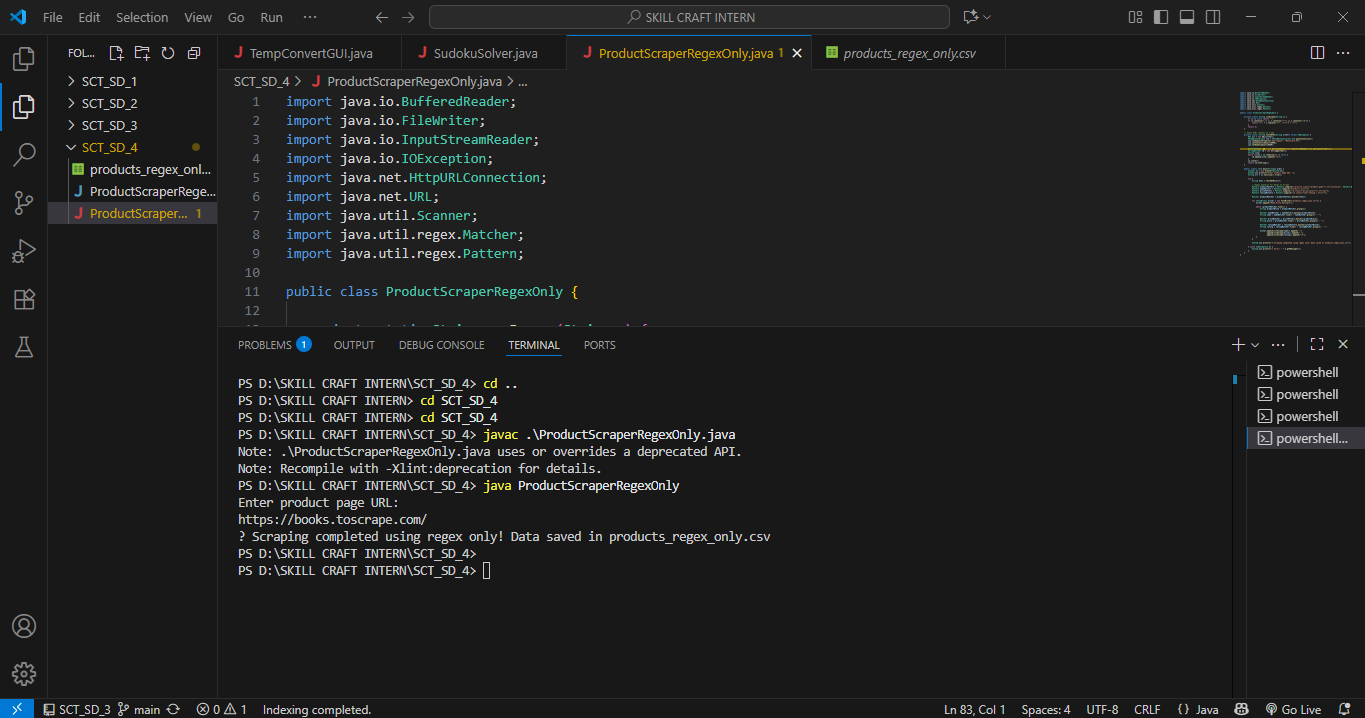 File Edit Selection View Go Run ··· SKILL CRAFT INTERN
FOL... TempConvertGUI.java SudokuSolver.java ProductScraperRegexOnly.java 1 products_regex_only.csv
SCT_SD_4 > ProductScraperRegexOnly.java > ...
SCT_SD_1
SCT_SD_2
SCT_SD_3
SCT_SD_4
products_regex_onl...
ProductScraperRege...
ProductScraper... 1
1 import java.io.BufferedReader;
2 import java.io.FileWriter;
3 import java.io.InputStreamReader;
4 import java.io.IOException;
5 import java.net.HttpURLConnection;
6 import java.net.URL;
7 import java.util.Scanner;
8 import java.util.regex.Matcher;
9 import java.util.regex.Pattern;
10
11 public class ProductScraperRegexOnly {
12
PROBLEMS 1 OUTPUT DEBUG CONSOLE TERMINAL PORTS
PS D:\SKILL CRAFT INTERN\SCT_SD_4> cd ..
PS D:\SKILL CRAFT INTERN> cd SCT_SD_4
PS D:\SKILL CRAFT INTERN> cd SCT_SD_4
PS D:\SKILL CRAFT INTERN\SCT_SD_4> javac .\ProductScraperRegexOnly.java
Note: .\ProductScraperRegexOnly.java uses or overrides a deprecated API.
Note: Recompile with -Xlint:deprecation for details.
PS D:\SKILL CRAFT INTERN\SCT_SD_4> java ProductScraperRegexOnly
Enter product page URL:
https://books.toscrape.com/
? Scraping completed using regex only! Data saved in products_regex_only.csv
PS D:\SKILL CRAFT INTERN\SCT_SD_4>
PS D:\SKILL CRAFT INTERN\SCT_SD_4>
powershell
powershell
powershell
powershell...
SCT_SD_3 main 0 1 Indexing completed. Ln 83, Col 1 Spaces: 4 UTF-8 CRLF {} Java Go Live